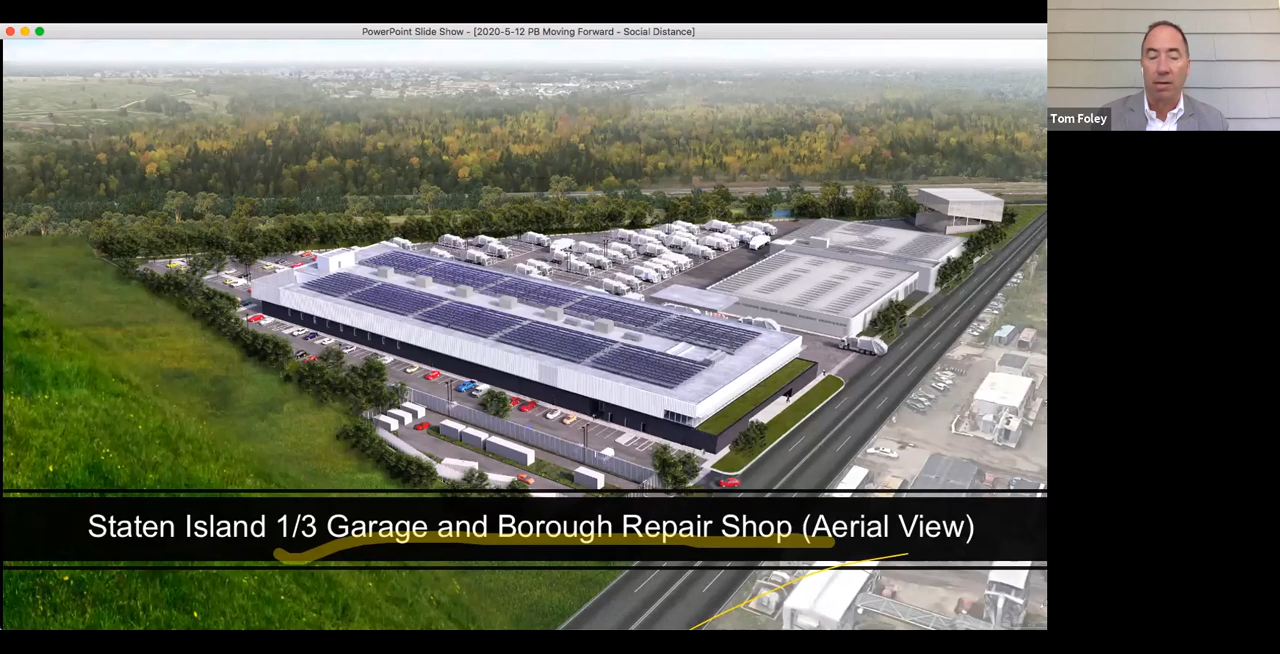 PowerPoint Slide Show - [2020-5-12 PB Moving Forward - Social Distance]
Tom Foley
Staten Island 1/3 Garage and Borough Repair Shop (Aerial View)